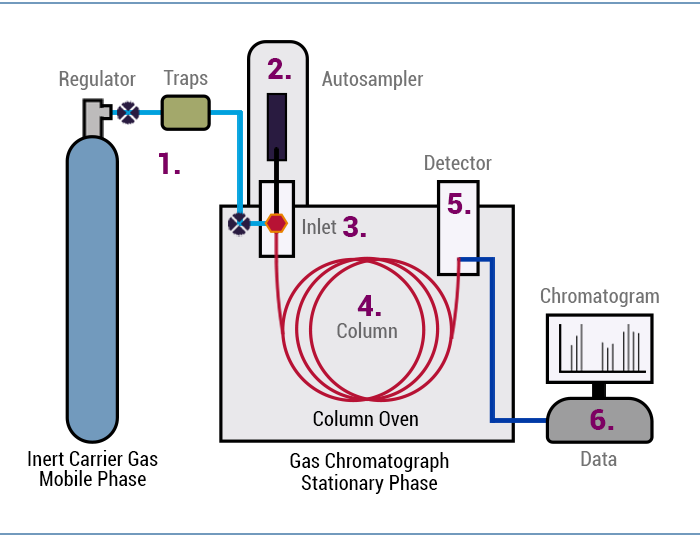 Regulator
Traps
2.
Autosampler
1.
Detector
5.
Inlet 3.
4.
Column
Column Oven
Chromatogram
6.
Data
Inert Carrier Gas
Mobile Phase
Gas Chromatograph
Stationary Phase